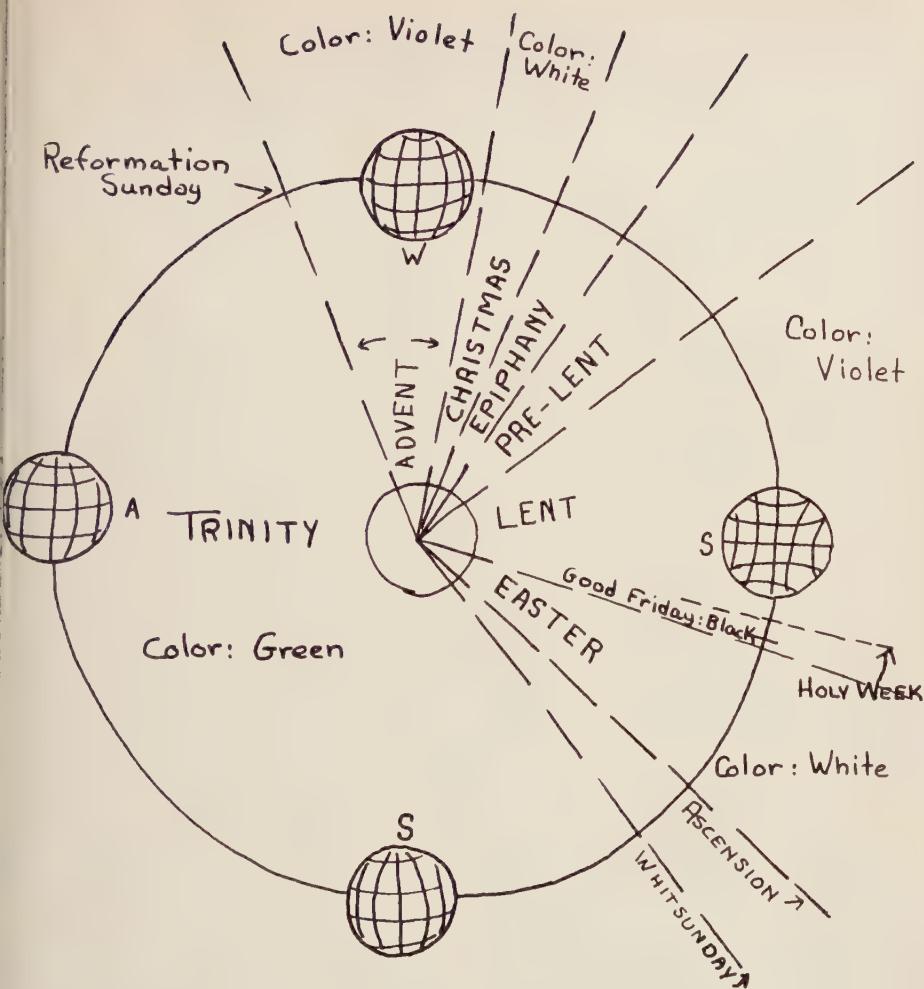 Color: Violet
Color:
White
Reformation
Sunday
W
ADVENT
CHRISTMAS
EPIPHANY
PRE-LENT
Color:
Violet
LENT
S
A
TRINITY
Color: Green
EASTER
Good Friday: Black
HOLY WEEK
Color: White
ASCENSION
WHITSUNDAY
S